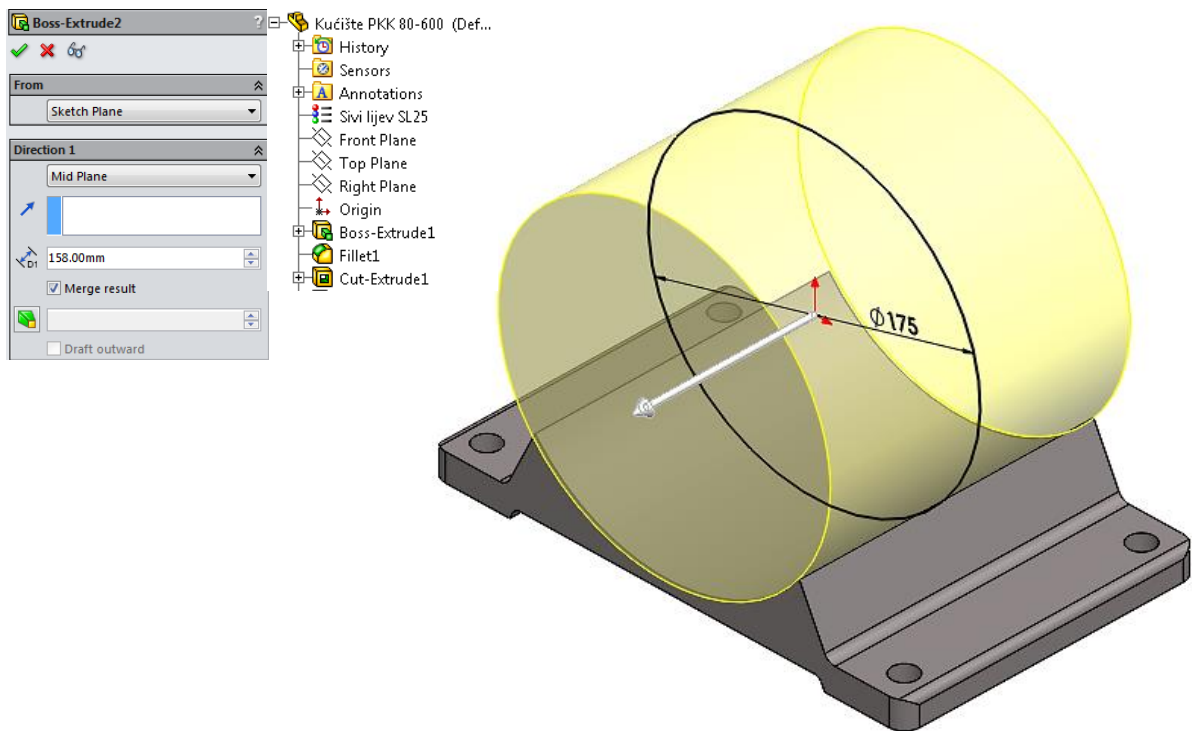 Boss-Extrude2 ?
From
Sketch Plane
Direction 1
Mid Plane
D1
158.00mm
Merge result
Draft outward
Kućište PKK 80-600 (Def...
History
Sensors
A Annotations
Sivi lijev SL25
Front Plane
Top Plane
Right Plane
Origin
Boss-Extrude1
Fillet1
Cut-Extrude1
Φ175